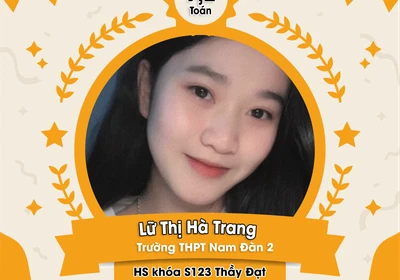 Toán
Lữ Thị Hà Trang
Trường THPT Nam Đàn 2
HS khóa S123 Thầy Đạt